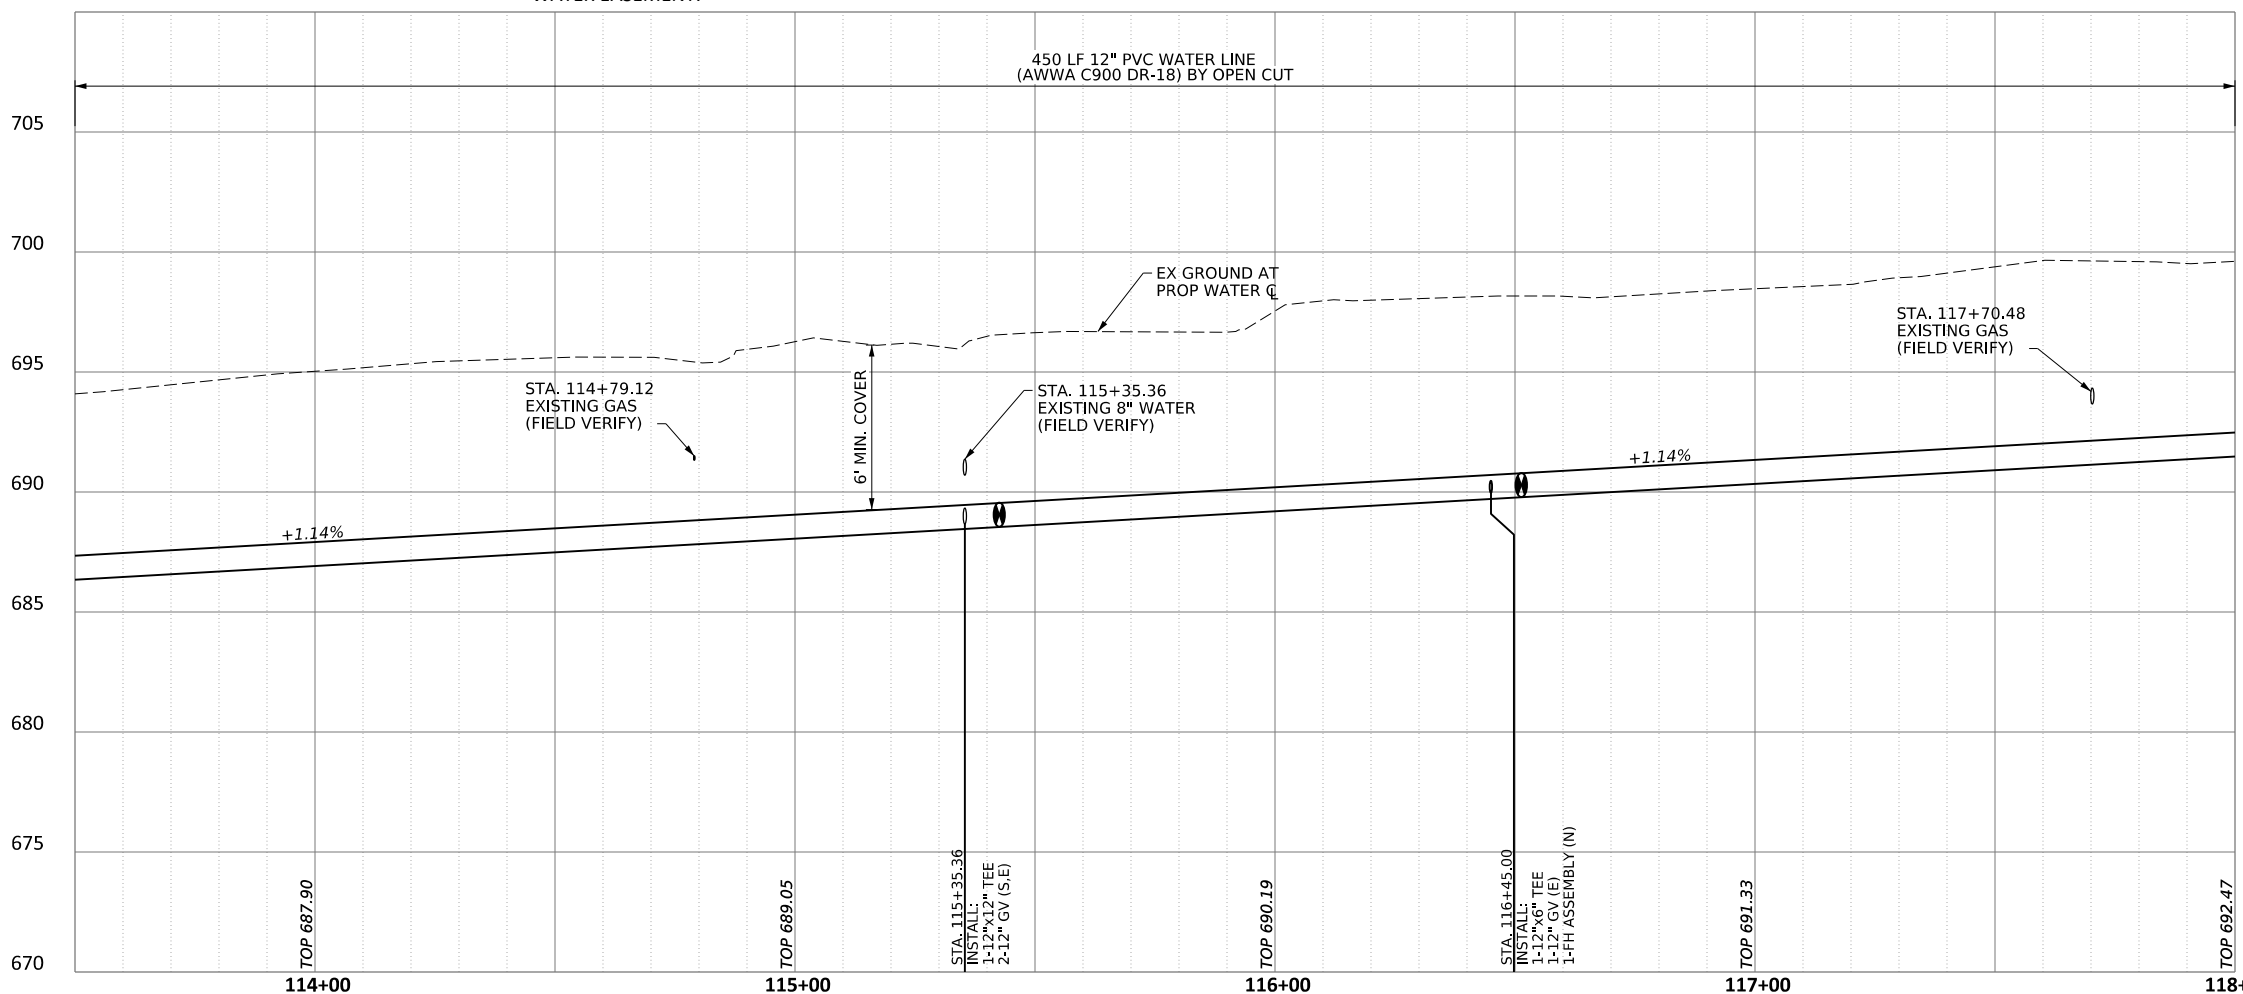 450 LF 12" PVC WATER LINE
(AWWA C900 DR-18) BY OPEN CUT
705
700
695
690
685
680
675
670
EX GROUND AT
PROP WATER ℄
STA. 117+70.48
EXISTING GAS
(FIELD VERIFY)
STA. 114+79.12
EXISTING GAS
(FIELD VERIFY)
6' MIN. COVER
STA. 115+35.36
EXISTING 8" WATER
(FIELD VERIFY)
+1.14%
+1.14%
TOP 687.90
TOP 689.05
STA. 115+35.36
INSTALL:
1-12"x12" TEE
2-12" GV (S,E)
TOP 690.19
STA. 116+45.00
INSTALL:
1-12"x6" TEE
1-12" GV (E)
1-FH ASSEMBLY (N)
TOP 691.33
TOP 692.47
114+00
115+00
116+00
117+00
118+